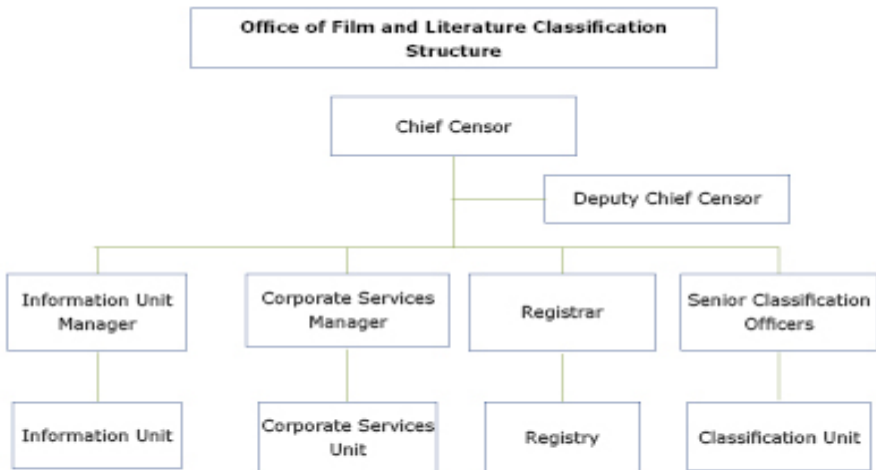 Office of Film and Literature Classification
Structure
Chief Censor
Deputy Chief Censor
Information Unit
Manager
Corporate Services
Manager
Registrar
Senior Classification
Officers
Information Unit
Corporate Services
Unit
Registry
Classification Unit